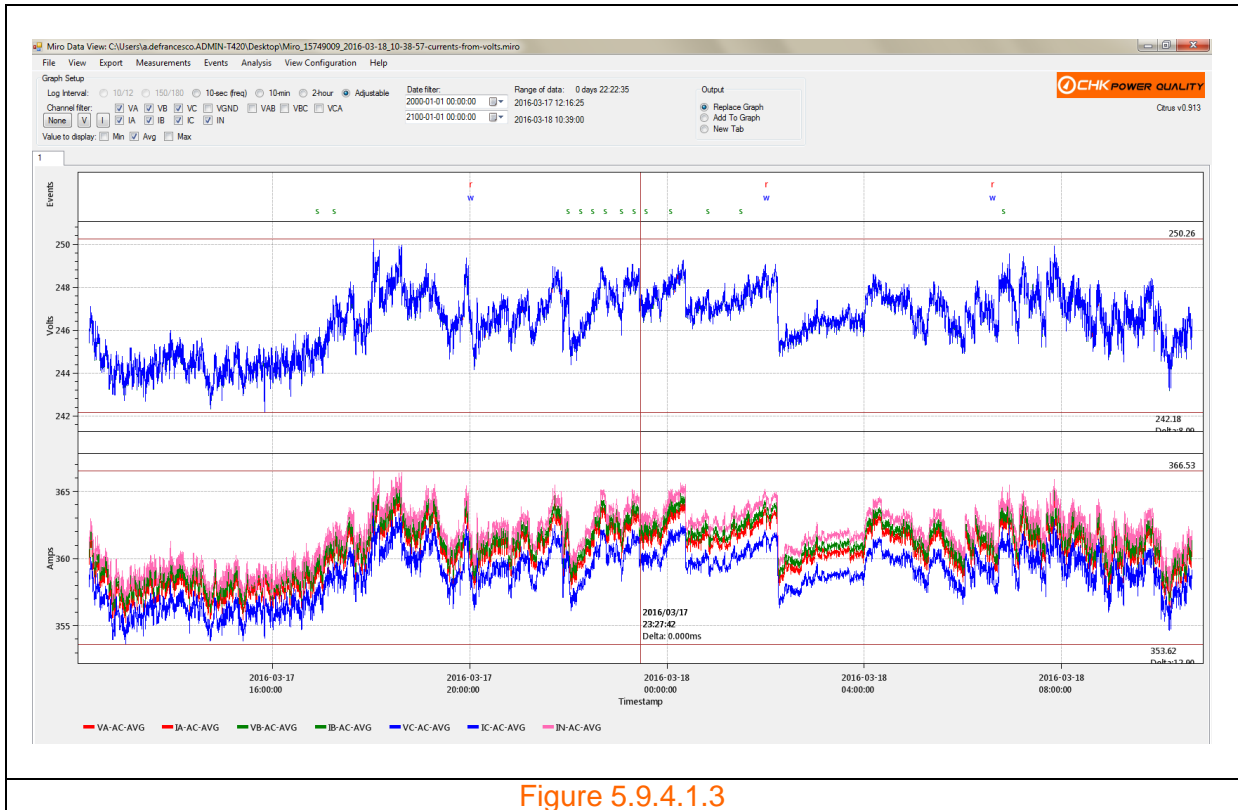 Miro Data View: C:\Users\a.defrancesco.ADMIN-T420\Desktop\Miro_15749009_2016-03-18_10-38-57-currents-from-volts.miro
File View Export Measurements Events Analysis View Configuration Help
Graph Setup
Log Interval: 10/12 150/180 10-sec (freq) 10-min 2-hour Adjustable
Channel filter: VA VB VC VGND VAB VBC VCA
None V I IA IB IC IN
Value to display: Min Avg Max
Date filter:
2000-01-01 00:00:00
2100-01-01 00:00:00
Range of data: 0 days 22:22:35
2016-03-17 12:16:25
2016-03-18 10:39:00
Output
Replace Graph
Add To Graph
New Tab
CHK POWER QUALITY
Citrus v0.913
1
Events
r r r
w w w
s s s s s s s s s s s s s
250.26
250
248
246
244
242
Volts
242.18
Delta:8.09
366.53
365
360
355
Amps
2016/03/17
23:27:42
Delta: 0.000ms
353.62
Delta:12.90
2016-03-17 2016-03-17 2016-03-18 2016-03-18 2016-03-18
16:00:00 20:00:00 00:00:00 04:00:00 08:00:00
Timestamp
VA-AC-AVG IA-AC-AVG VB-AC-AVG IB-AC-AVG VC-AC-AVG IC-AC-AVG IN-AC-AVG
Figure 5.9.4.1.3